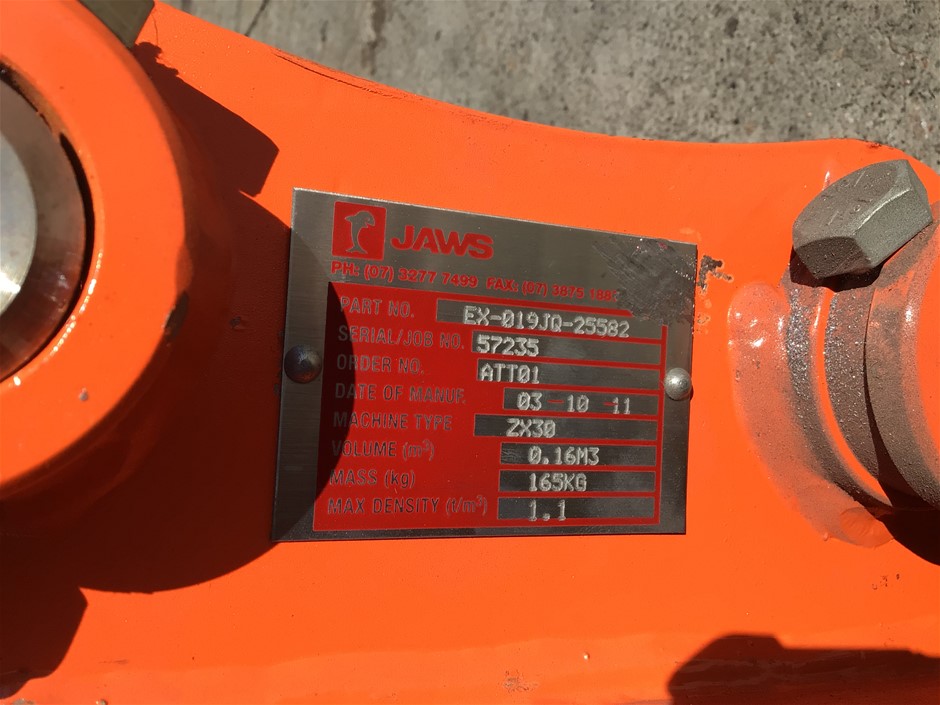 JAWS
PH: (07) 3277 7499 FAX: (07) 3875
PART NO. EX-019JQ-25582
SERIAL/JOB NO. 57235
ORDER NO. ATT01
DATE OF MANUF. 03 - 10 - 11
MACHINE TYPE ZX30
VOLUME (m³) 0.16M3
MASS (kg) 165KG
MAX DENSITY (t/m³) 1.1